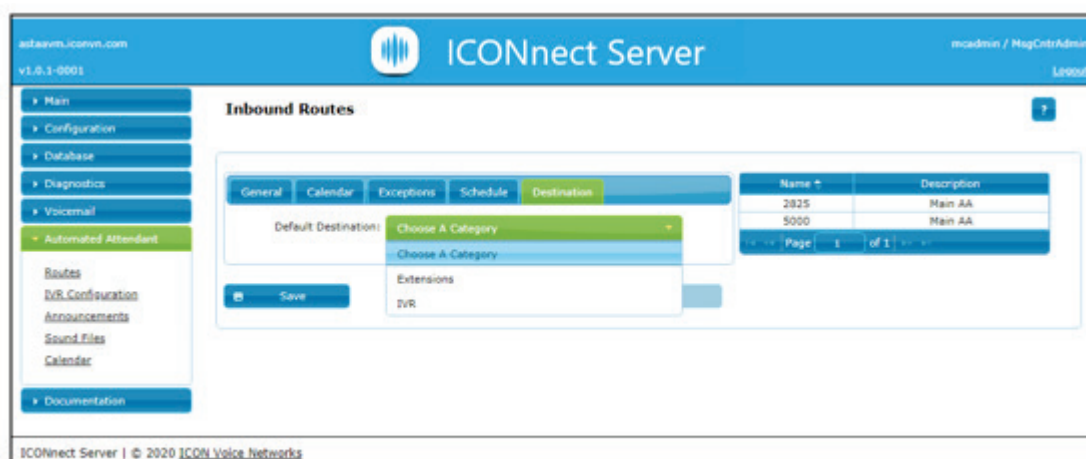 astaavm.iconvn.com
v1.0.1-0001
ICONnect Server
mcadmin / MsgCntrAdmin
Logout
Main
Configuration
Database
Diagnostics
Voicemail
Automated Attendant
Routes
IVR Configuration
Announcements
Sound Files
Calendar
Documentation
Inbound Routes
?
General Calendar Exceptions Schedule Destination
Default Destination: Choose A Category
Choose A Category
Extensions
IVR
Save
Name Description
2825 Main AA
5000 Main AA
Page 1 of 1
ICONnect Server | © 2020 ICON Voice Networks